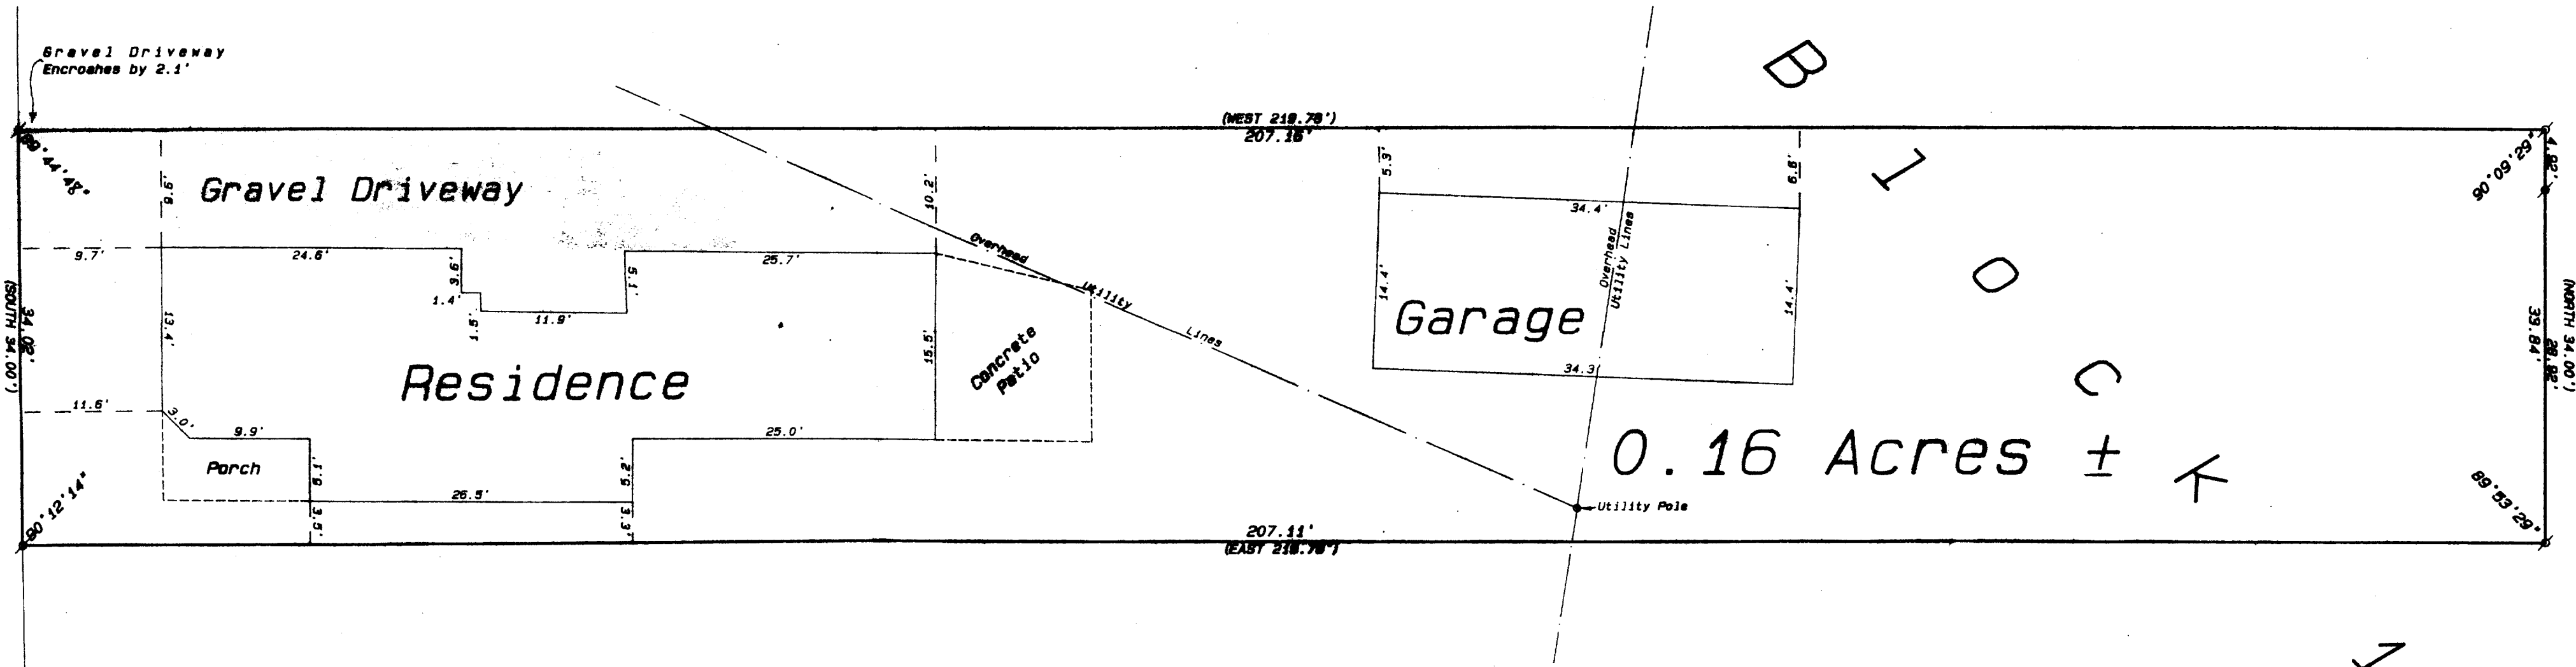 Gravel Driveway
Encroahes by 2.1'
(WEST 219.78')
207.16'
89°44'48"
9.6'
Gravel Driveway
10.2'
5.3'
6.6'
90°09'29"
4.92'
9.7'
24.6'
1.4'
1.5'
11.9'
5.1'
25.7'
Overhead
Utility
Lines
34.4'
Overhead
Utility Lines
14.4'
Garage
14.4'
34.3'
(SOUTH 34.00')
34.02'
13.4'
Residence
15.5'
Concrete
Patio
(NORTH 34.00')
33.84'
28.92'
11.6'
3.0'
9.9'
25.0'
Porch
5.1'
5.2'
26.5'
3.5'
3.3'
90°12'14"
0.16 Acres ±
Utility Pole
89°53'29"
207.11'
(EAST 219.78')
B l o c k